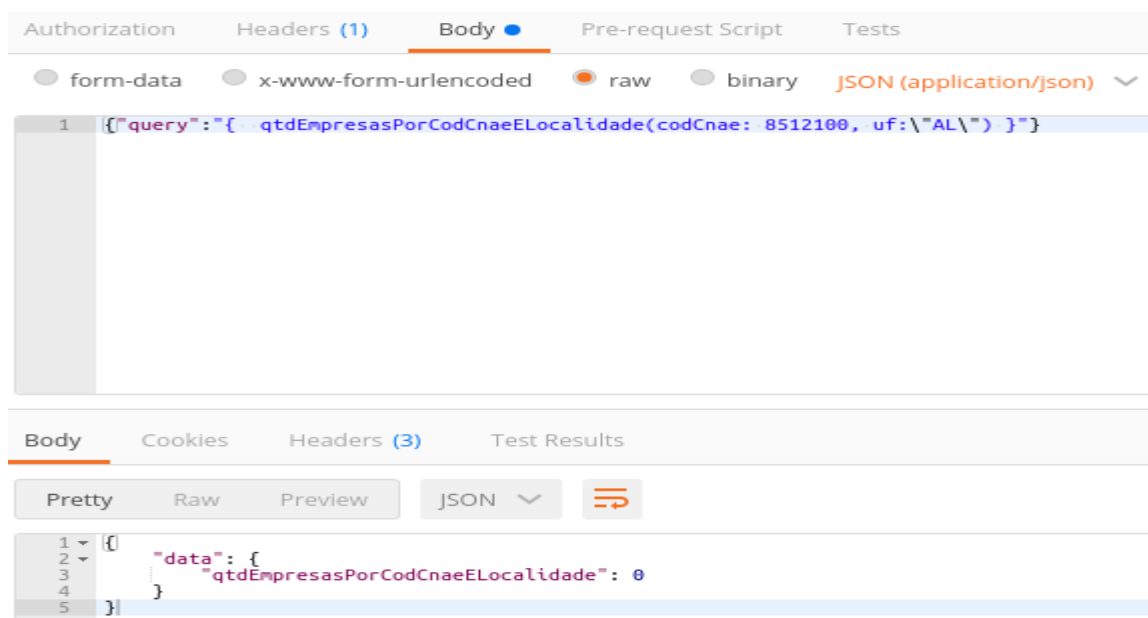 Authorization Headers (1) Body Pre-request Script Tests
form-data x-www-form-urlencoded raw binary JSON (application/json)
1 {"query":"{ qtdEmpresasPorCodCnaeELocalidade(codCnae: 8512100, uf:\"AL\") }"}
Body Cookies Headers (3) Test Results
Pretty Raw Preview JSON
1 {
2 "data": {
3 "qtdEmpresasPorCodCnaeELocalidade": 0
4 }
5 }